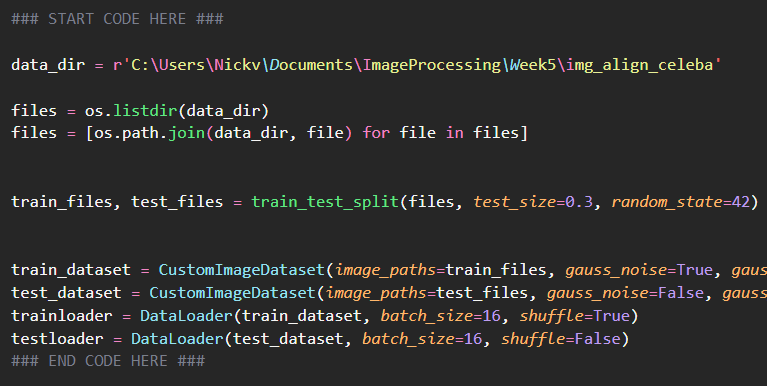 ### START CODE HERE ###
data_dir = r'C:\Users\Nickv\Documents\ImageProcessing\Week5\img_align_celeba'
files = os.listdir(data_dir)
files = [os.path.join(data_dir, file) for file in files]
train_files, test_files = train_test_split(files, test_size=0.3, random_state=42)
train_dataset = CustomImageDataset(image_paths=train_files, gauss_noise=True, gaus
test_dataset = CustomImageDataset(image_paths=test_files, gauss_noise=False, gauss
trainloader = DataLoader(train_dataset, batch_size=16, shuffle=True)
testloader = DataLoader(test_dataset, batch_size=16, shuffle=False)
### END CODE HERE ###